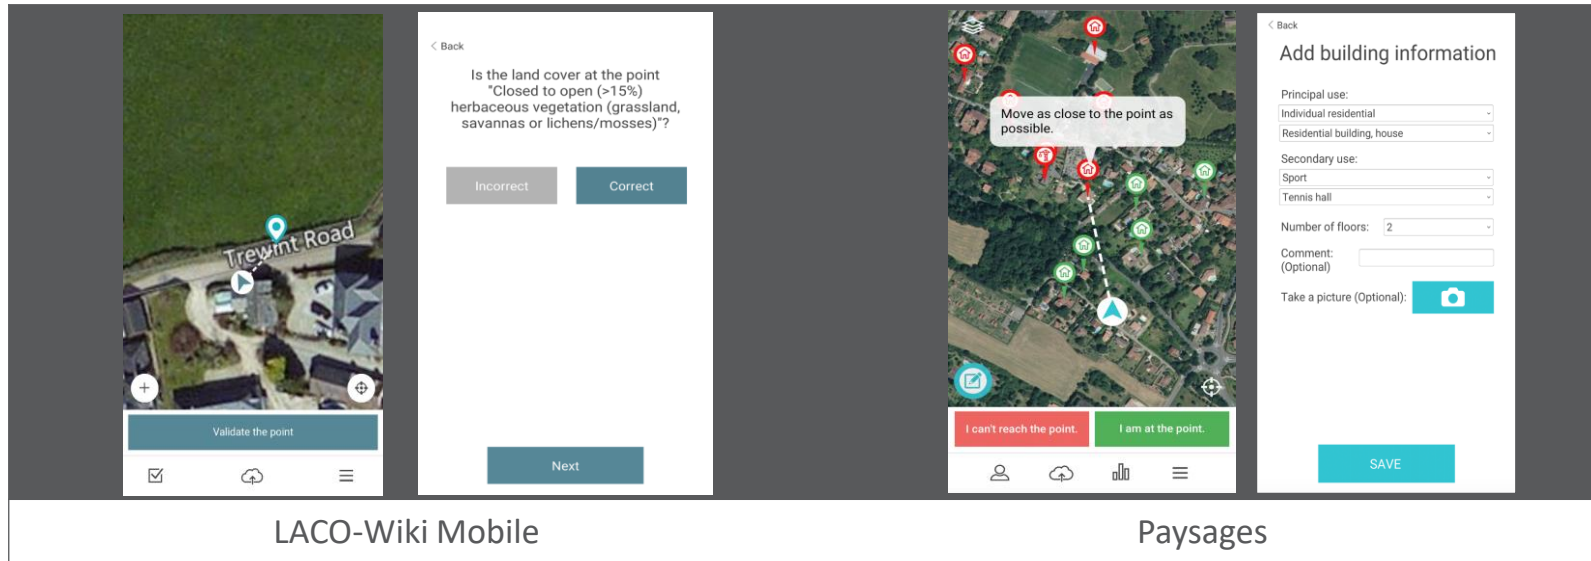 Trewint Road
Validate the point
< Back
Is the land cover at the point
"Closed to open (>15%)
herbaceous vegetation (grassland,
savannas or lichens/mosses)"?
Incorrect
Correct
Next
LACO-Wiki Mobile
Move as close to the point as
possible.
I can't reach the point.
I am at the point.
< Back
Add building information
Principal use:
Individual residential
Residential building, house
Secondary use:
Sport
Tennis hall
Number of floors: 2
Comment:
(Optional)
Take a picture (Optional):
SAVE
Paysages